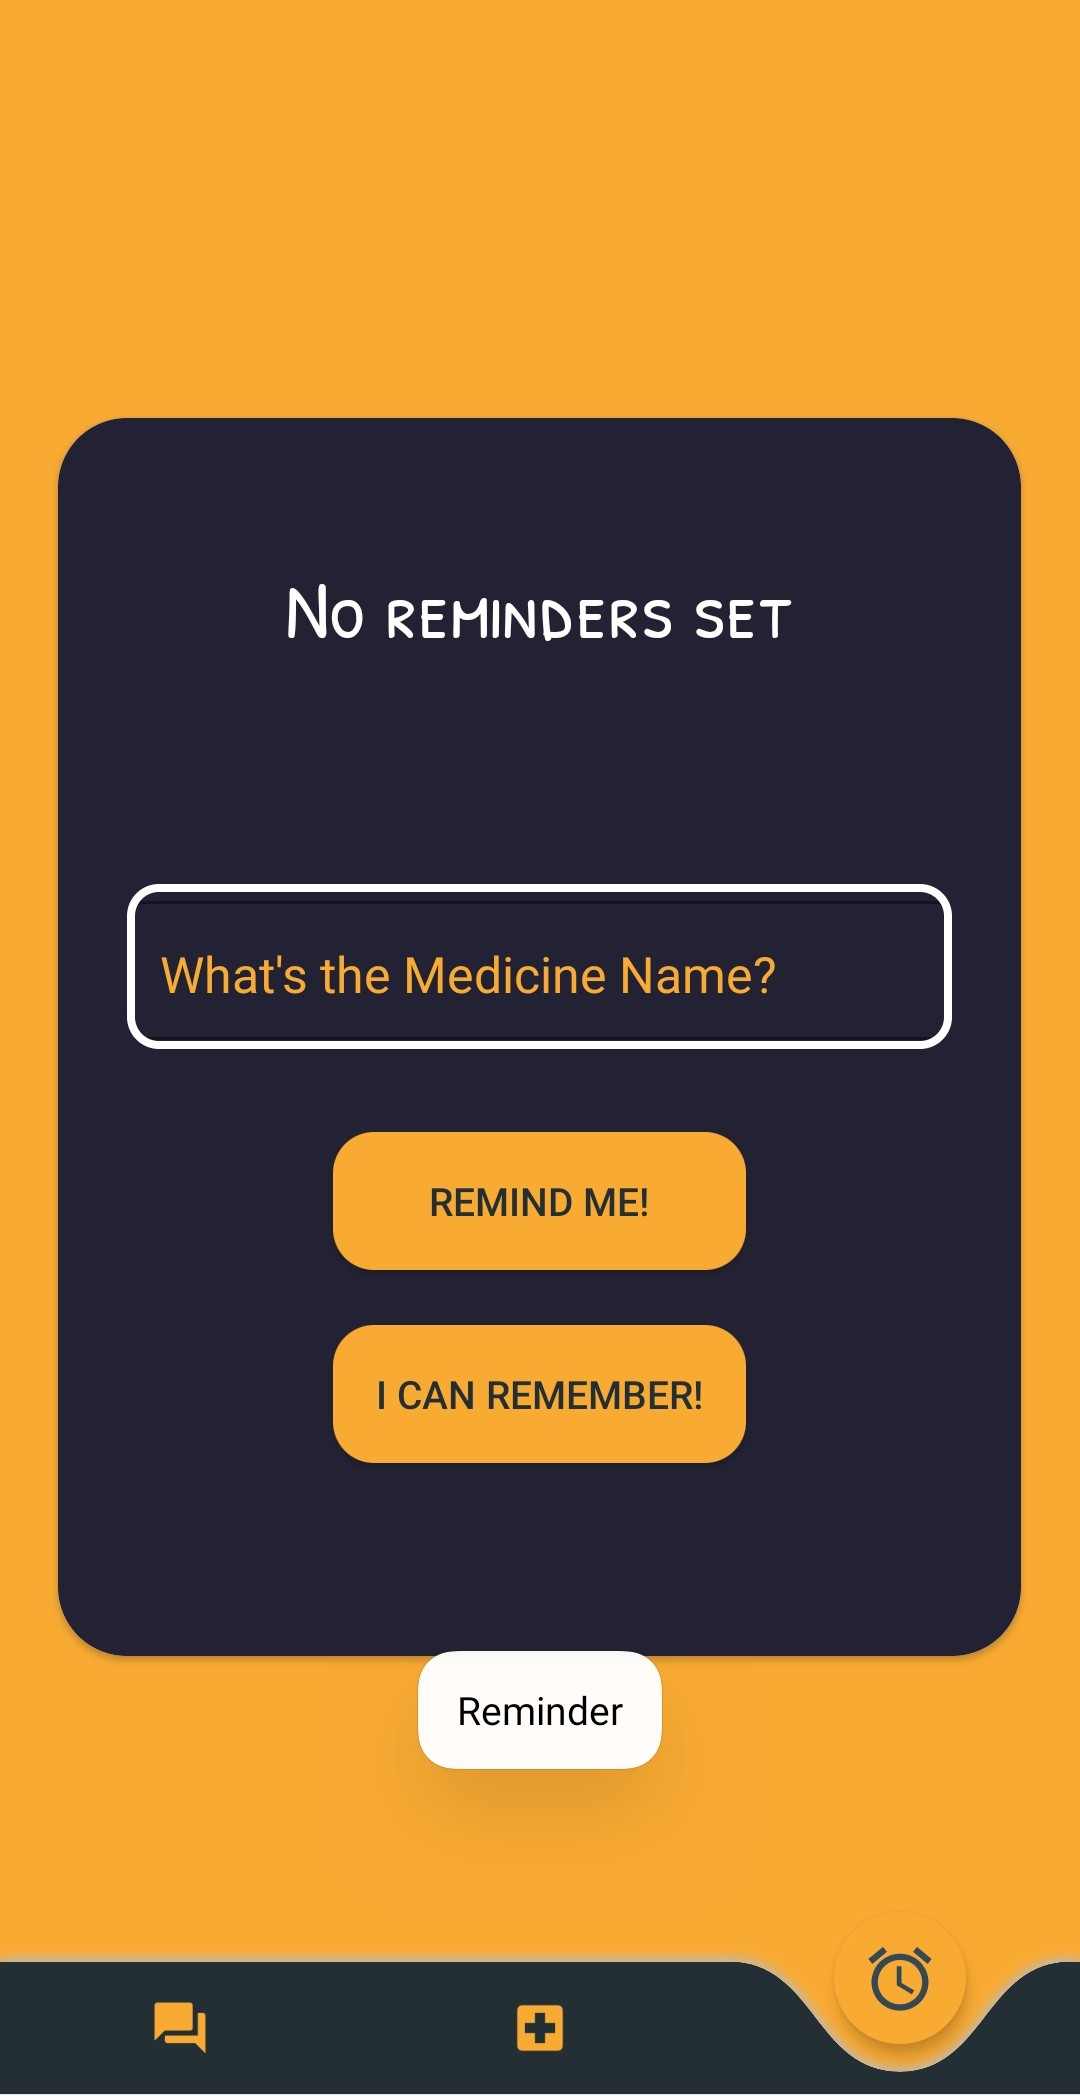 No reminders set
What's the Medicine Name?
REMIND ME!
I CAN REMEMBER!
Reminder